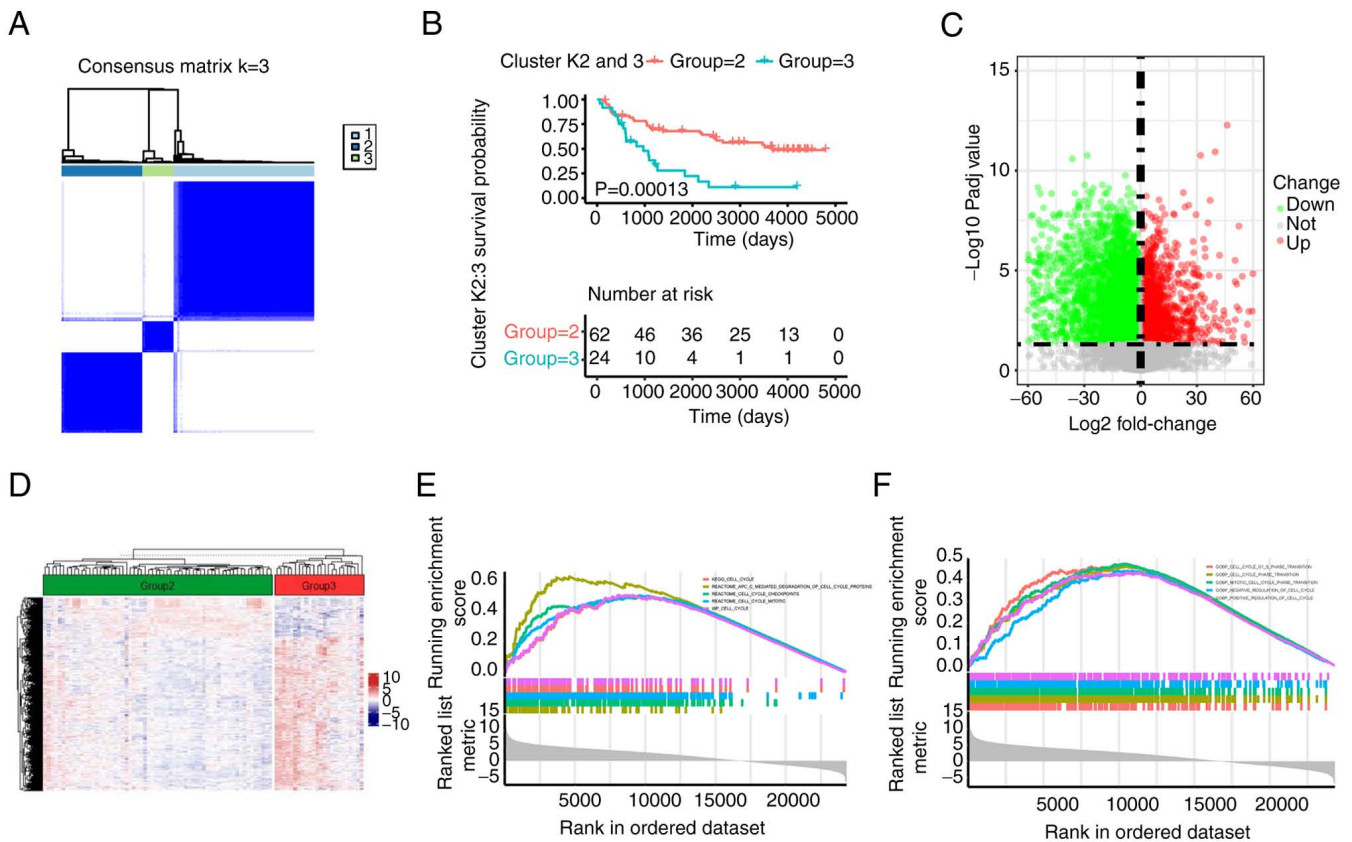 A
Consensus matrix k=3
1
2
3
B
Cluster K2 and 3 Group=2 Group=3
Cluster K2:3 survival probability
1.00
0.75
0.50
0.25
0.00
P=0.00013
0 1000 2000 3000 4000 5000
Time (days)
Number at risk
Group=2 62 46 36 25 13 0
Group=3 24 10 4 1 1 0
0 1000 2000 3000 4000 5000
Time (days)
C
−Log10 Padj value
15
10
5
0
−60 −30 0 30 60
Log2 fold-change
Change
Down
Not
Up
D
Group2 Group3
10
5
0
−5
−10
E
Running enrichment
score
0.6
0.4
0.2
0.0
KEGG_CELL_CYCLE
REACTOME_APC_C_MEDIATED_DEGRADATION_OF_CELL_CYCLE_PROTEINS
REACTOME_CELL_CYCLE_CHECKPOINTS
REACTOME_CELL_CYCLE_MITOTIC
WP_CELL_CYCLE
Ranked list
metric
15
10
5
0
−5
5000 10000 15000 20000
Rank in ordered dataset
F
Running enrichment
score
0.5
0.4
0.3
0.2
0.1
0
GOBP_CELL_CYCLE_G1_S_PHASE_TRANSITION
GOBP_CELL_CYCLE_PHASE_TRANSITION
GOBP_MITOTIC_CELL_CYCLE_PHASE_TRANSITION
GOBP_NEGATIVE_REGULATION_OF_CELL_CYCLE
GOBP_POSITIVE_REGULATION_OF_CELL_CYCLE
Ranked list
metric
15
10
5
0
−5
5000 10000 15000 20000
Rank in ordered dataset